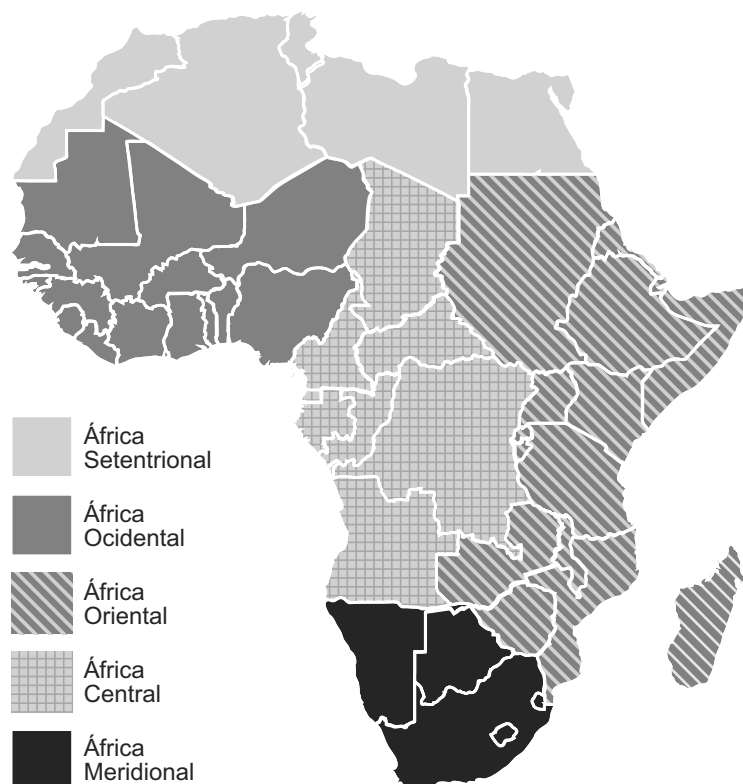 África
Setentrional
África
Ocidental
África
Oriental
África
Central
África
Meridional